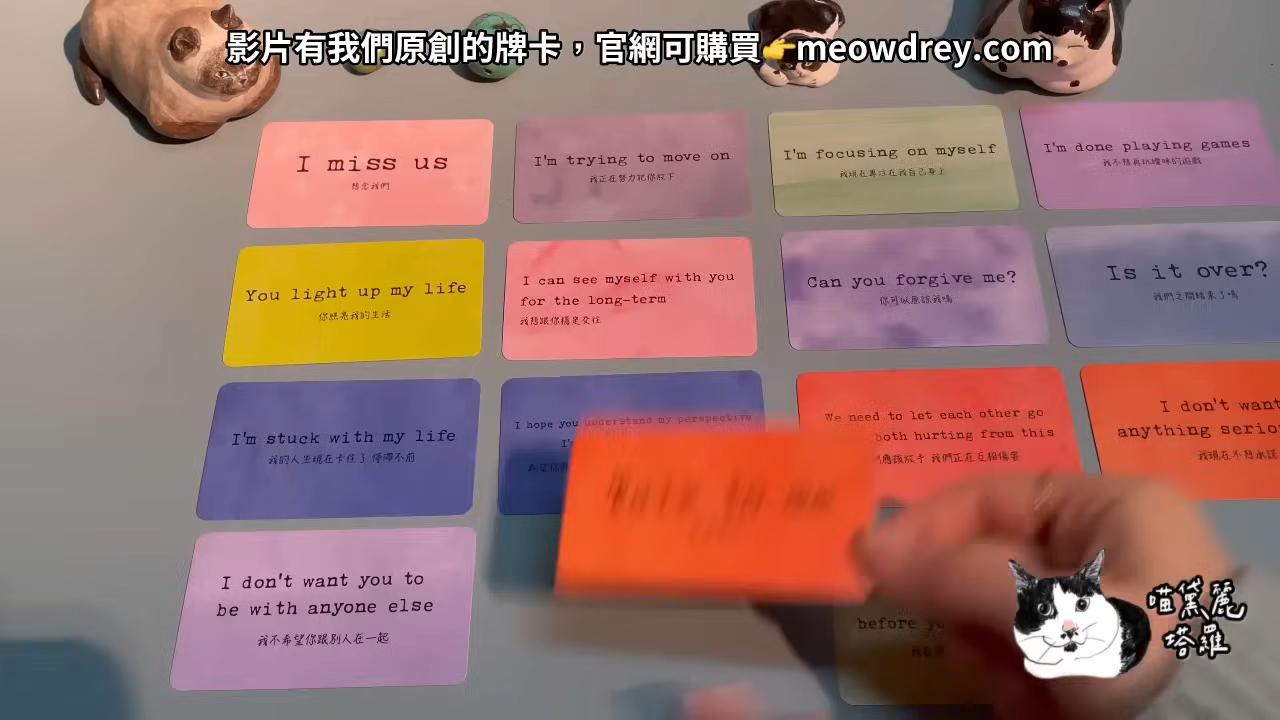 影片有我們原創的牌卡，官網可購買👉meowdrey.com
I miss us
想念我們
I'm trying to move on
我正在努力把你放下
I'm focusing on myself
我現在專注在我自己身上
I'm done playing games
我不想再玩曖昧的遊戲
You light up my life
你照亮我的生活
I can see myself with you
for the long-term
我想跟你穩定交往
Can you forgive me?
你可以原諒我嗎
Is it over?
我們之間結束了嗎
I'm stuck with my life
我的人生現在卡住了 停滯不前
I hope you understand my perspective
We need to let each other go
both hurting from this
們應該放手 我們正在互相傷害
I don't want
anything serio
我現在不想承諾
I don't want you to
be with anyone else
我不希望你跟別人在一起
before yo
喵黛麗
塔羅